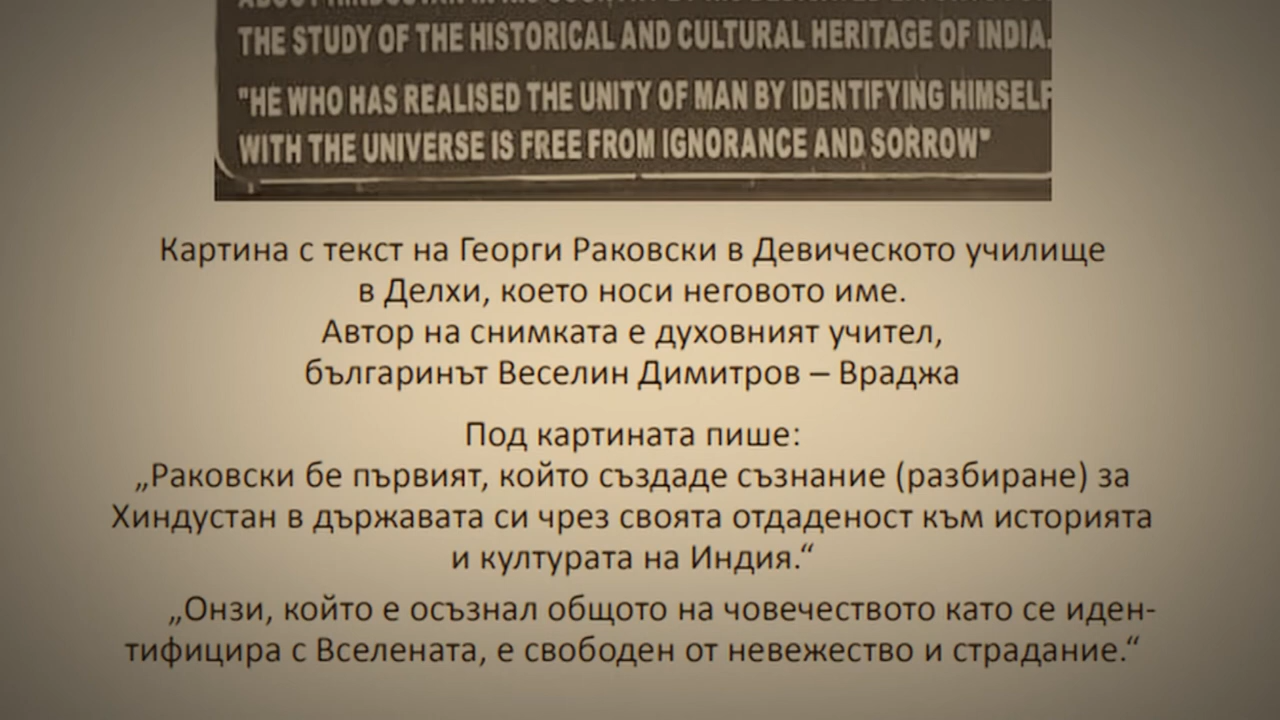 THE STUDY OF THE HISTORICAL AND CULTURAL HERITAGE OF INDIA.
"HE WHO HAS REALISED THE UNITY OF MAN BY IDENTIFYING HIMSELF
WITH THE UNIVERSE IS FREE FROM IGNORANCE AND SORROW"
Картина с текст на Георги Раковски в Девическото училище
в Делхи, което носи неговото име.
Автор на снимката е духовният учител,
българинът Веселин Димитров – Враджа
Под картината пише:
„Раковски бе първият, който създаде съзнание (разбиране) за
Хиндустан в държавата си чрез своята отдаденост към историята
и културата на Индия.“
„Онзи, който е осъзнал общото на човечеството като се иден-
тифицира с Вселената, е свободен от невежество и страдание.“